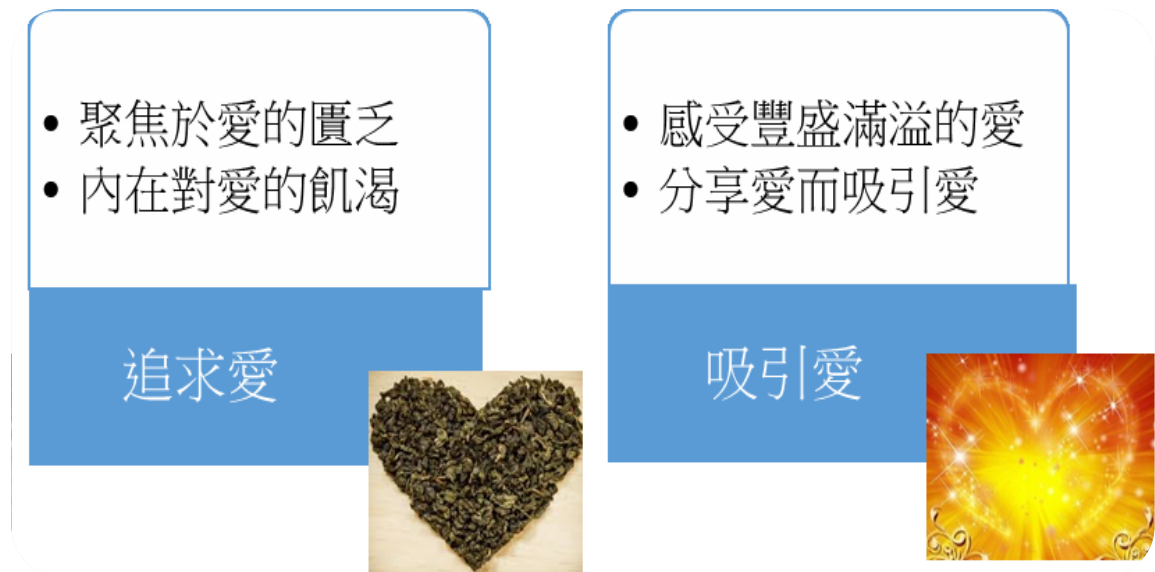 • 聚焦於愛的匱乏
• 內在對愛的飢渴
追求愛
• 感受豐盛滿溢的愛
• 分享愛而吸引愛
吸引愛